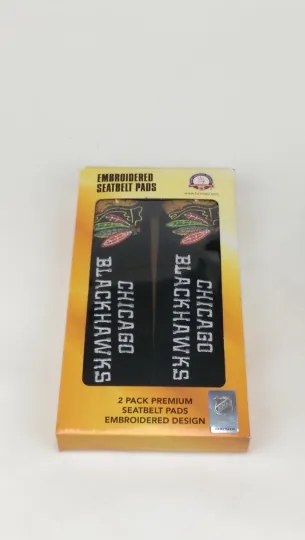 EMBROIDERED
SEATBELT PADS
CHICAGO
BLACKHAWKS
CHICAGO
BLACKHAWKS
2 PACK PREMIUM
SEATBELT PADS
EMBROIDERED DESIGN